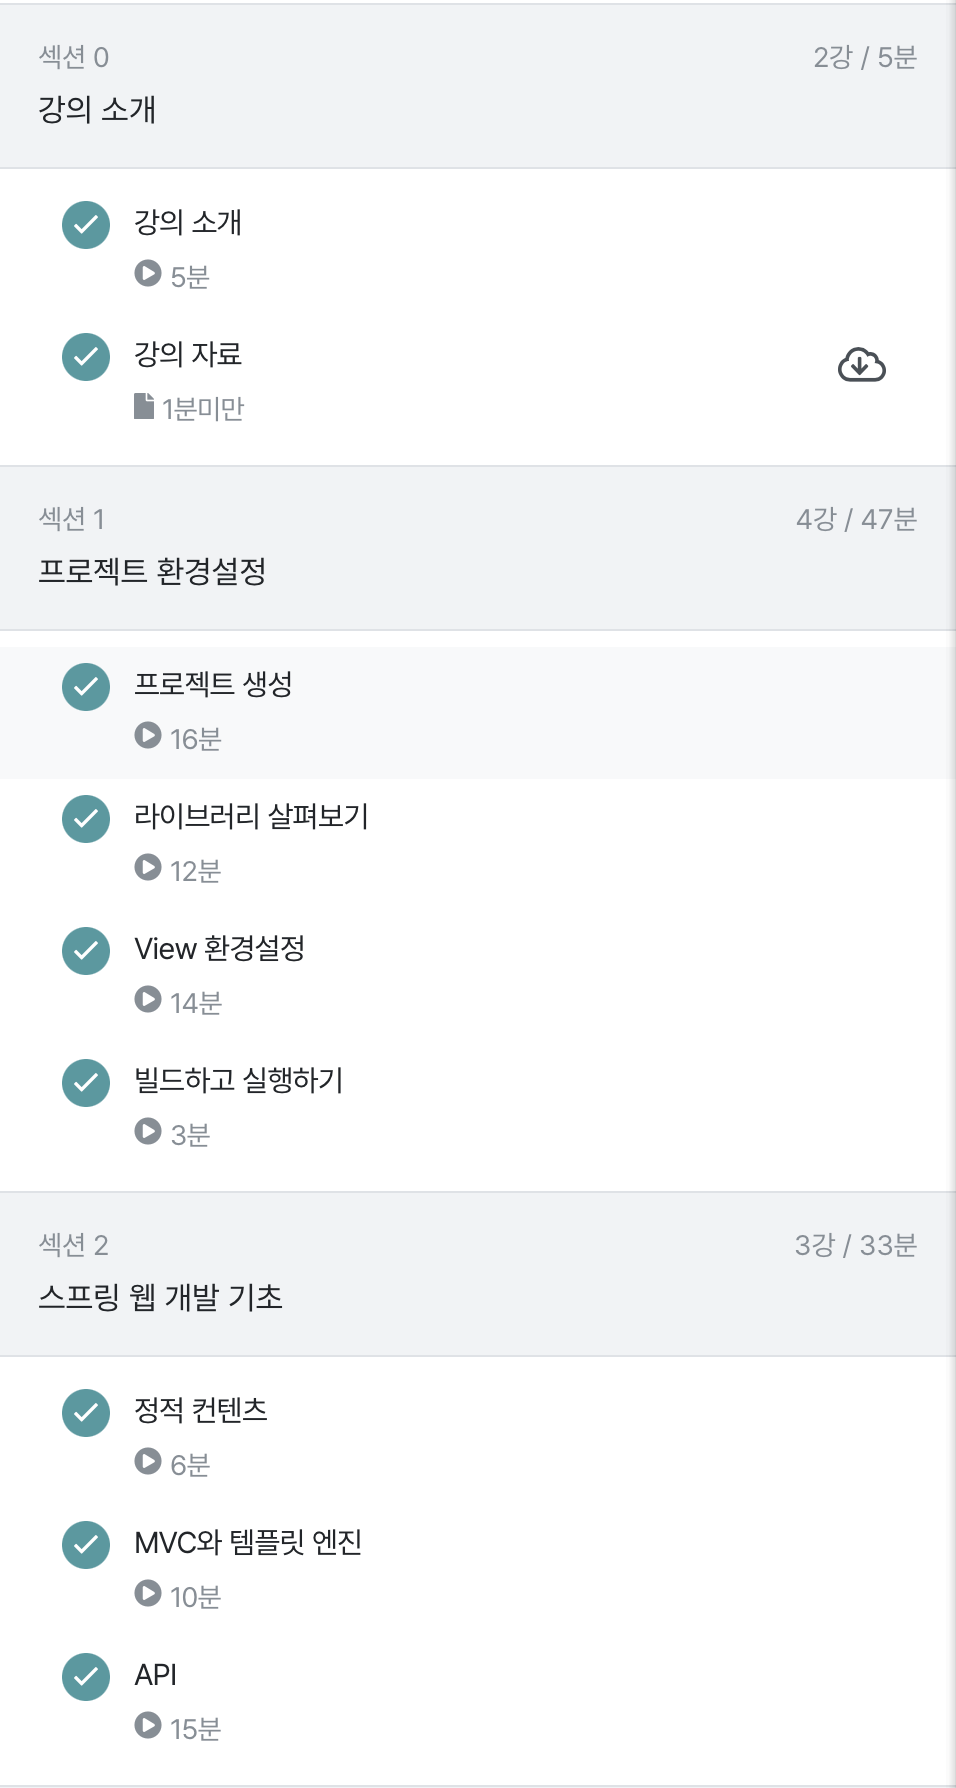 섹션 0
2강 / 5분
강의 소개
강의 소개
5분
강의 자료
1분미만
섹션 1
4강 / 47분
프로젝트 환경설정
프로젝트 생성
16분
라이브러리 살펴보기
12분
View 환경설정
14분
빌드하고 실행하기
3분
섹션 2
3강 / 33분
스프링 웹 개발 기초
정적 컨텐츠
6분
MVC와 템플릿 엔진
10분
API
15분